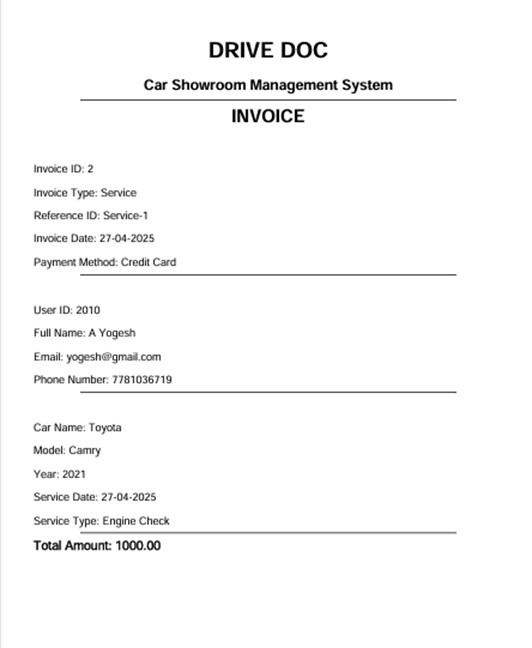 DRIVE DOC
Car Showroom Management System
INVOICE
Invoice ID: 2
Invoice Type: Service
Reference ID: Service-1
Invoice Date: 27-04-2025
Payment Method: Credit Card
User ID: 2010
Full Name: A Yogesh
Email: yogesh@gmail.com
Phone Number: 7781036719
Car Name: Toyota
Model: Camry
Year: 2021
Service Date: 27-04-2025
Service Type: Engine Check
Total Amount: 1000.00